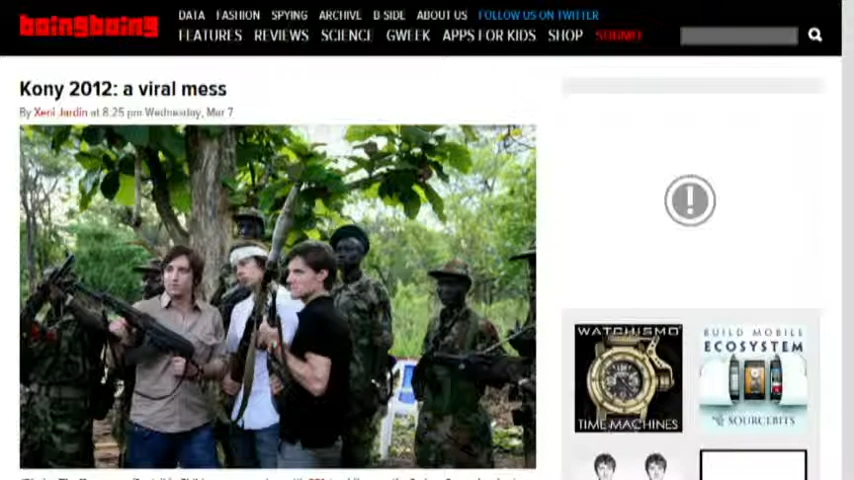 boingboing
DATA FASHION SPYING ARCHIVE B-SIDE ABOUT US FOLLOW US ON TWITTER
FEATURES REVIEWS SCIENCE GWEEK APPS FOR KIDS SHOP
Kony 2012: a viral mess
By Xeni Jardin at 8:25 pm Wednesday, Mar 7
WATCHISMO
TIME MACHINES
BUILD MOBILE
ECOSYSTEM
SOURCEBITS